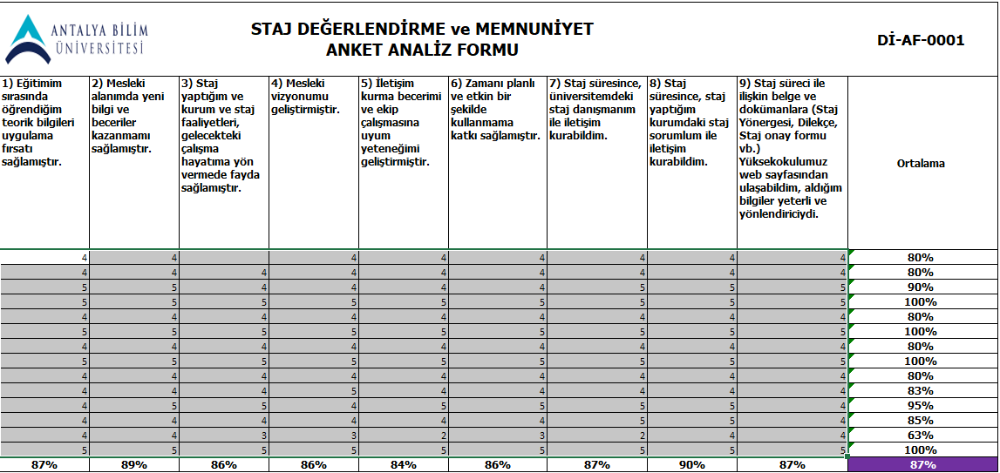 ANTALYA BİLİM
ÜNİVERSİTESİ
STAJ DEĞERLENDİRME ve MEMNUNİYET
ANKET ANALİZ FORMU
Dİ-AF-0001
1) Eğitimim
sırasında
öğrendiğim
teorik bilgileri
uygulama
fırsatı
sağlamıştır.
2) Mesleki
alanımda yeni
bilgi ve
beceriler
kazanmamı
sağlamıştır.
3) Staj
yaptığım ve
kurum ve staj
faaliyetleri,
gelecekteki
çalışma
hayatıma yön
vermede fayda
sağlamıştır.
4) Mesleki
vizyonumu
geliştirmiştir.
5) İletişim
kurma becerimi
ve ekip
çalışmasına
uyum
yeteneğimi
geliştirmiştir.
6) Zamanı planlı
ve etkin bir
şekilde
kullanmama
katkı sağlamıştır.
7) Staj süresince,
üniversitemdeki
staj danışmanım
ile iletişim
kurabildim.
8) Staj
süresince, staj
yaptığım
kurumdaki staj
sorumlum ile
iletişim
kurabildim.
9) Staj süreci ile
ilişkin belge ve
dokümanlara (Staj
Yönergesi, Dilekçe,
Staj onay formu
vb.)
Yüksekokulumuz
web sayfasından
ulaşabildim, aldığım
bilgiler yeterli ve
yönlendiriciydi.
Ortalama
4 4 4 4 4 4 4 4 80%
4 4 4 4 4 4 4 4 4 80%
5 5 4 4 4 4 5 5 5 90%
5 5 5 5 5 5 5 5 5 100%
4 4 4 4 4 4 4 4 4 80%
5 5 5 5 5 5 5 5 5 100%
4 4 4 4 4 4 4 4 4 80%
5 5 5 5 5 5 5 5 5 100%
4 4 4 4 4 4 4 4 4 80%
4 4 4 5 4 4 4 4 4 83%
4 5 5 4 5 5 5 5 5 95%
4 4 4 4 4 4 5 5 4 85%
4 4 3 3 2 3 2 4 4 63%
5 5 5 5 5 5 5 5 5 100%
87% 89% 86% 86% 84% 86% 87% 90% 87% 87%